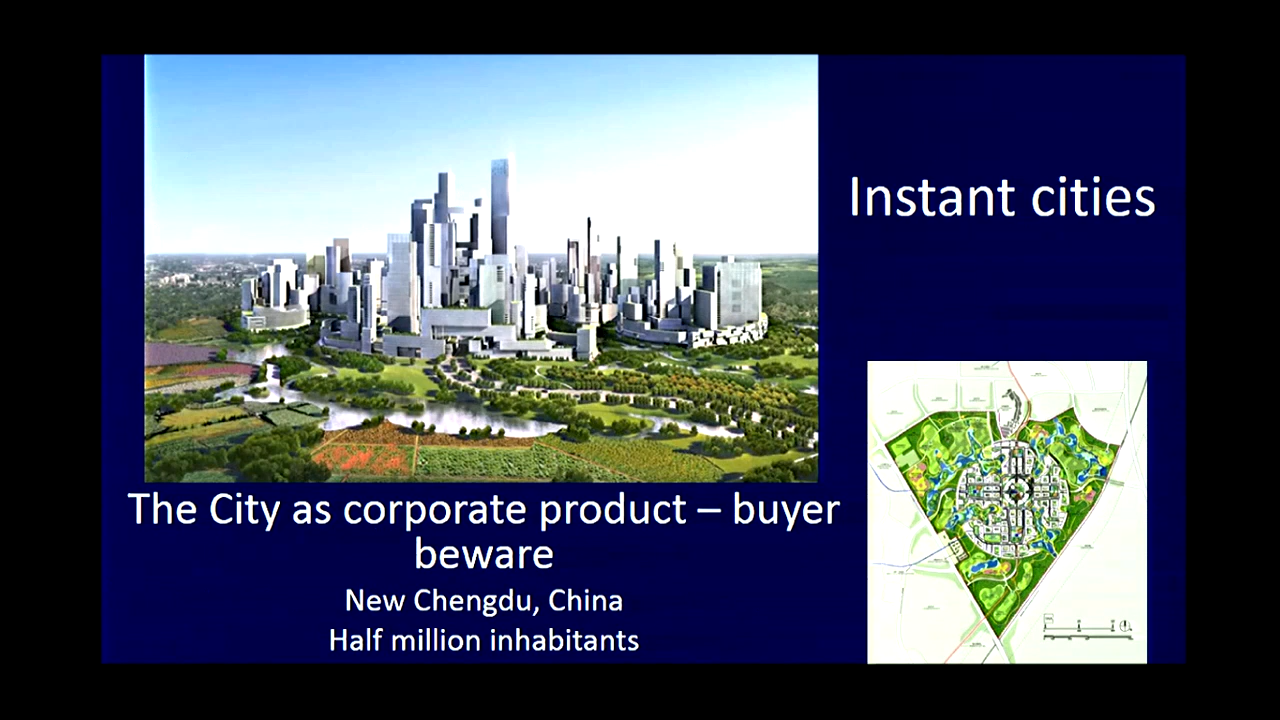 Instant cities
The City as corporate product – buyer
beware
New Chengdu, China
Half million inhabitants